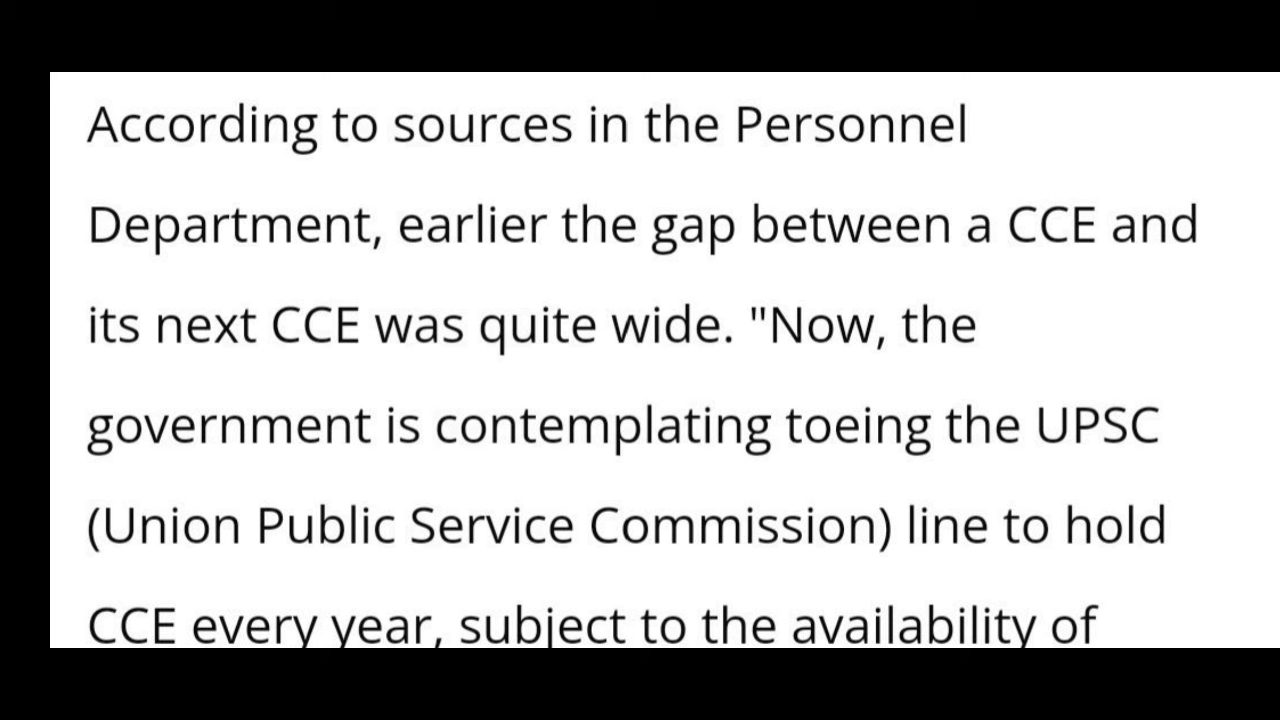 According to sources in the Personnel
Department, earlier the gap between a CCE and
its next CCE was quite wide. "Now, the
government is contemplating toeing the UPSC
(Union Public Service Commission) line to hold
CCE every year, subject to the availability of